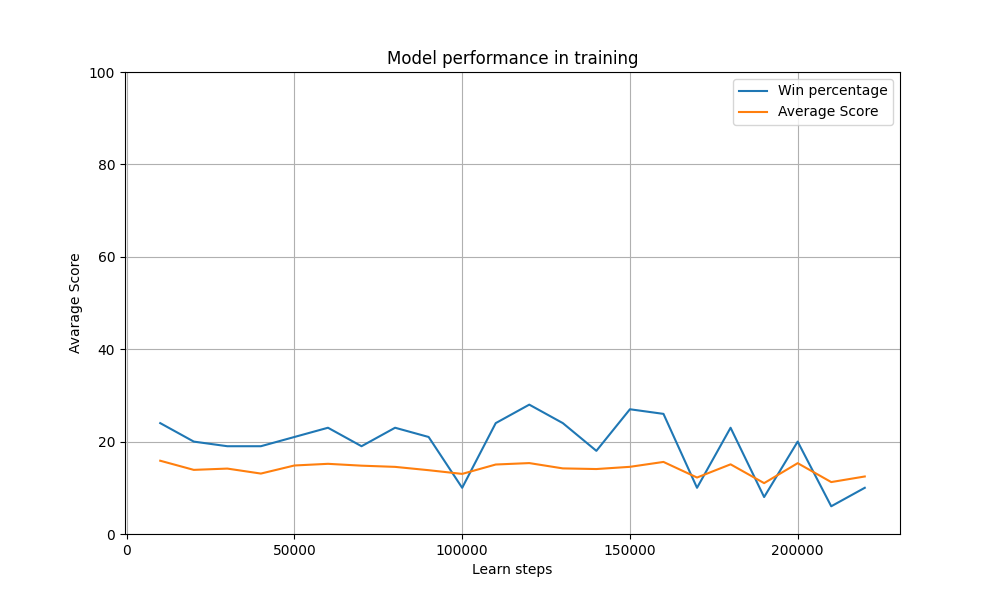 Model performance in training
Win percentage
Average Score
Avarage Score
100
80
60
40
20
0
0 50000 100000 150000 200000
Learn steps